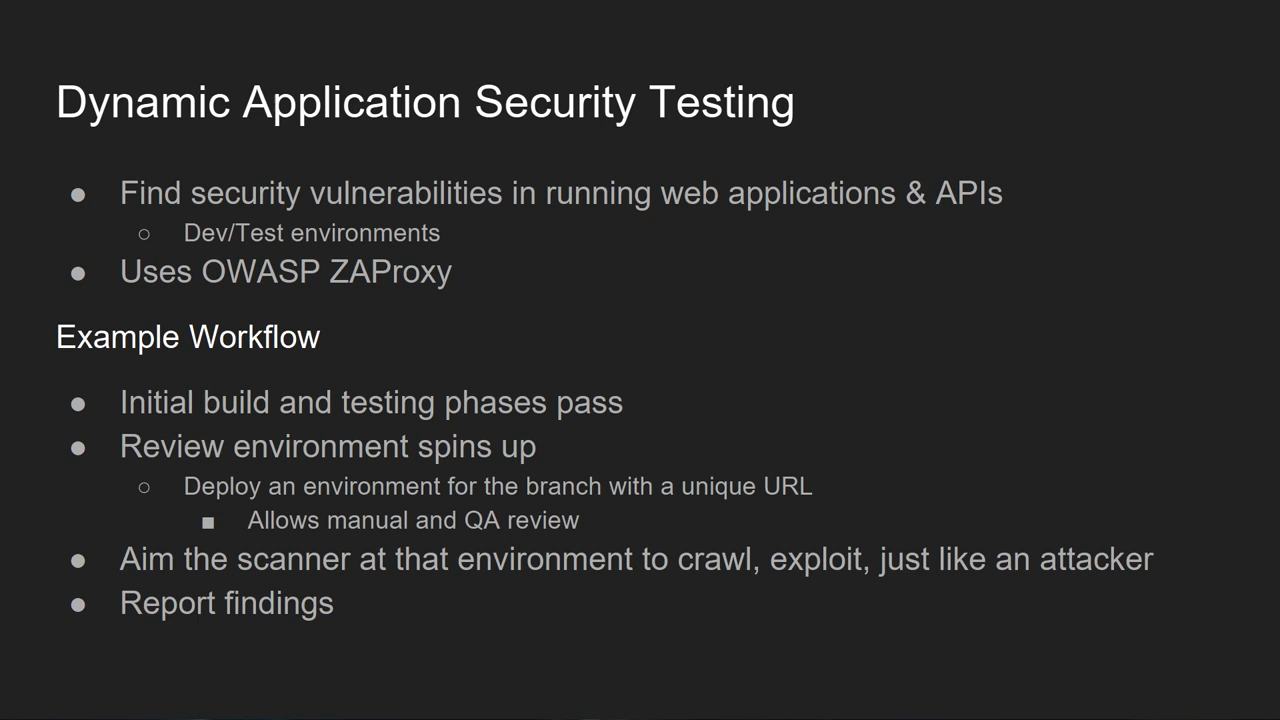 Dynamic Application Security Testing
● Find security vulnerabilities in running web applications & APIs
○ Dev/Test environments
● Uses OWASP ZAProxy
Example Workflow
● Initial build and testing phases pass
● Review environment spins up
○ Deploy an environment for the branch with a unique URL
■ Allows manual and QA review
● Aim the scanner at that environment to crawl, exploit, just like an attacker
● Report findings